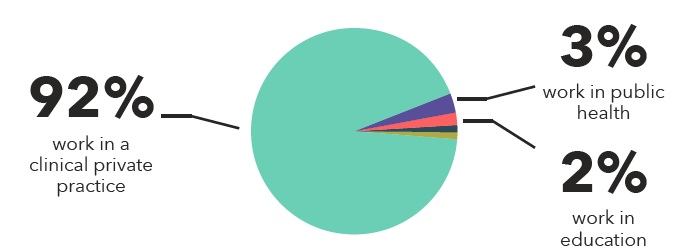 92%
work in a
clinical private
practice
3%
work in public
health
2%
work in
education